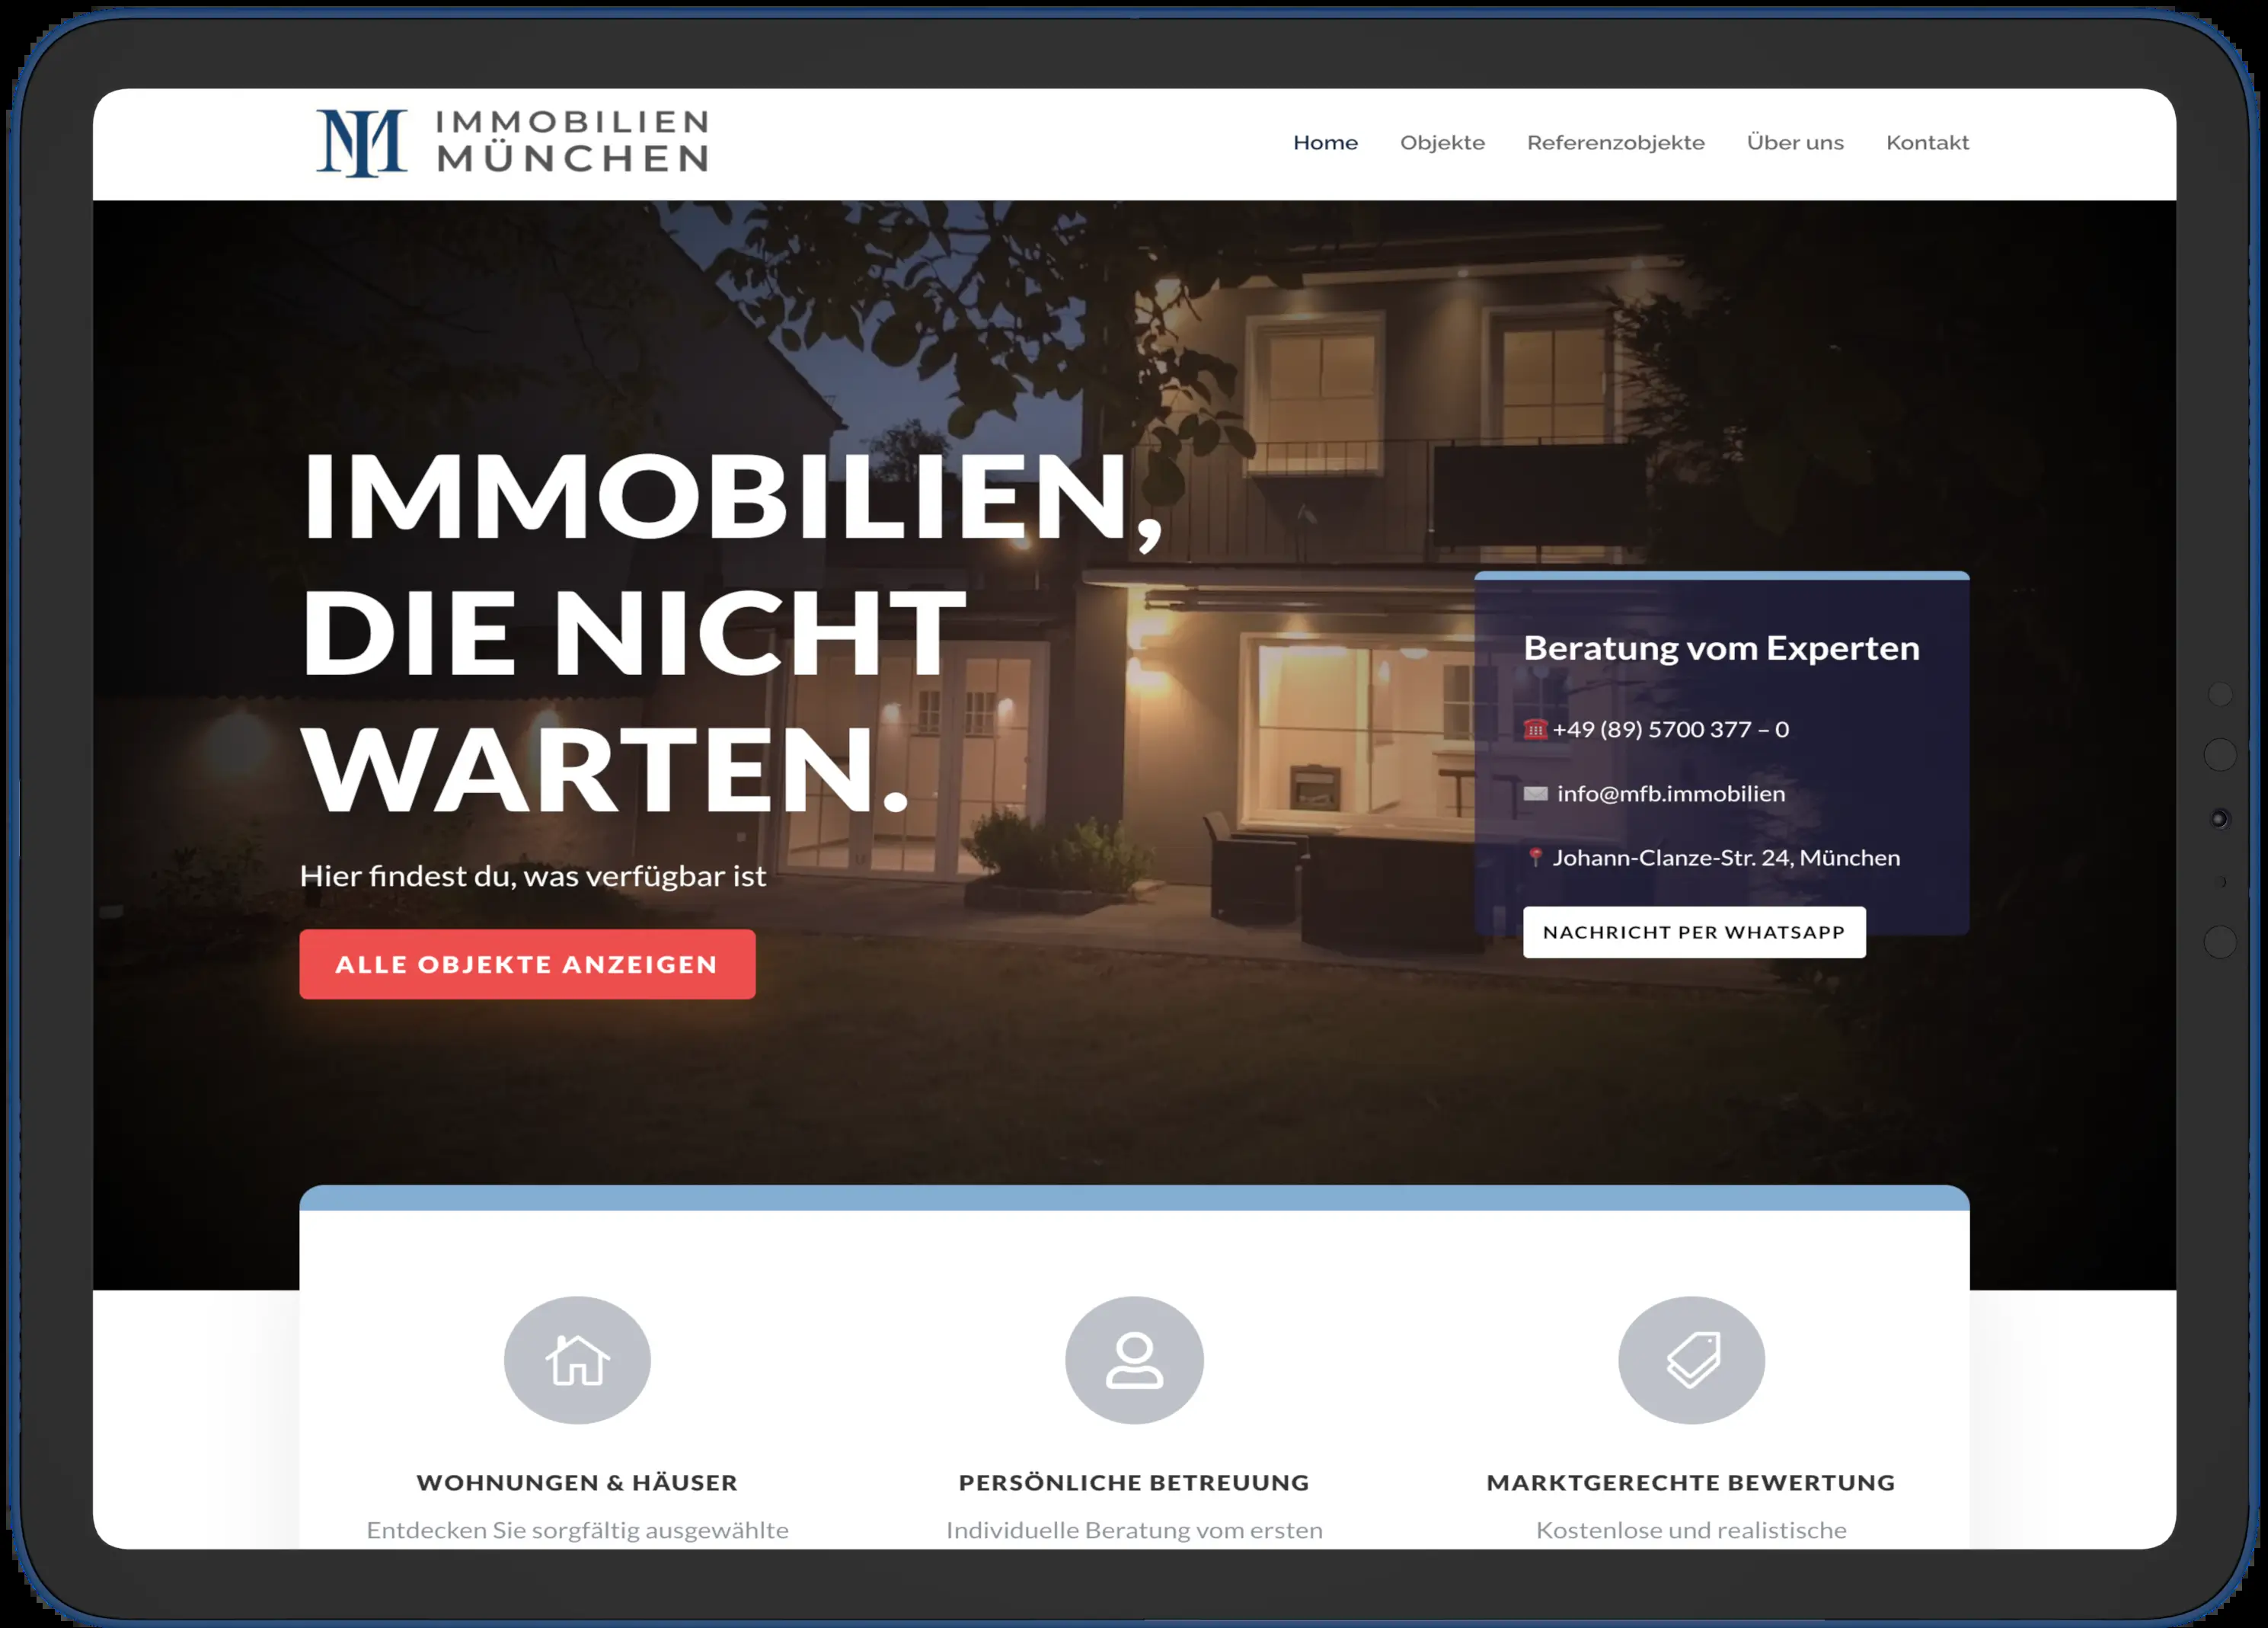 IMMOBILIEN
MÜNCHEN
Home Objekte Referenzobjekte Über uns Kontakt
IMMOBILIEN,
DIE NICHT
WARTEN.
Hier findest du, was verfügbar ist
ALLE OBJEKTE ANZEIGEN
Beratung vom Experten
+49 (89) 5700 377 – 0
info@mfb.immobilien
Johann-Clanze-Str. 24, München
NACHRICHT PER WHATSAPP
WOHNUNGEN & HÄUSER
Entdecken Sie sorgfältig ausgewählte
PERSÖNLICHE BETREUUNG
Individuelle Beratung vom ersten
MARKTGERECHTE BEWERTUNG
Kostenlose und realistische